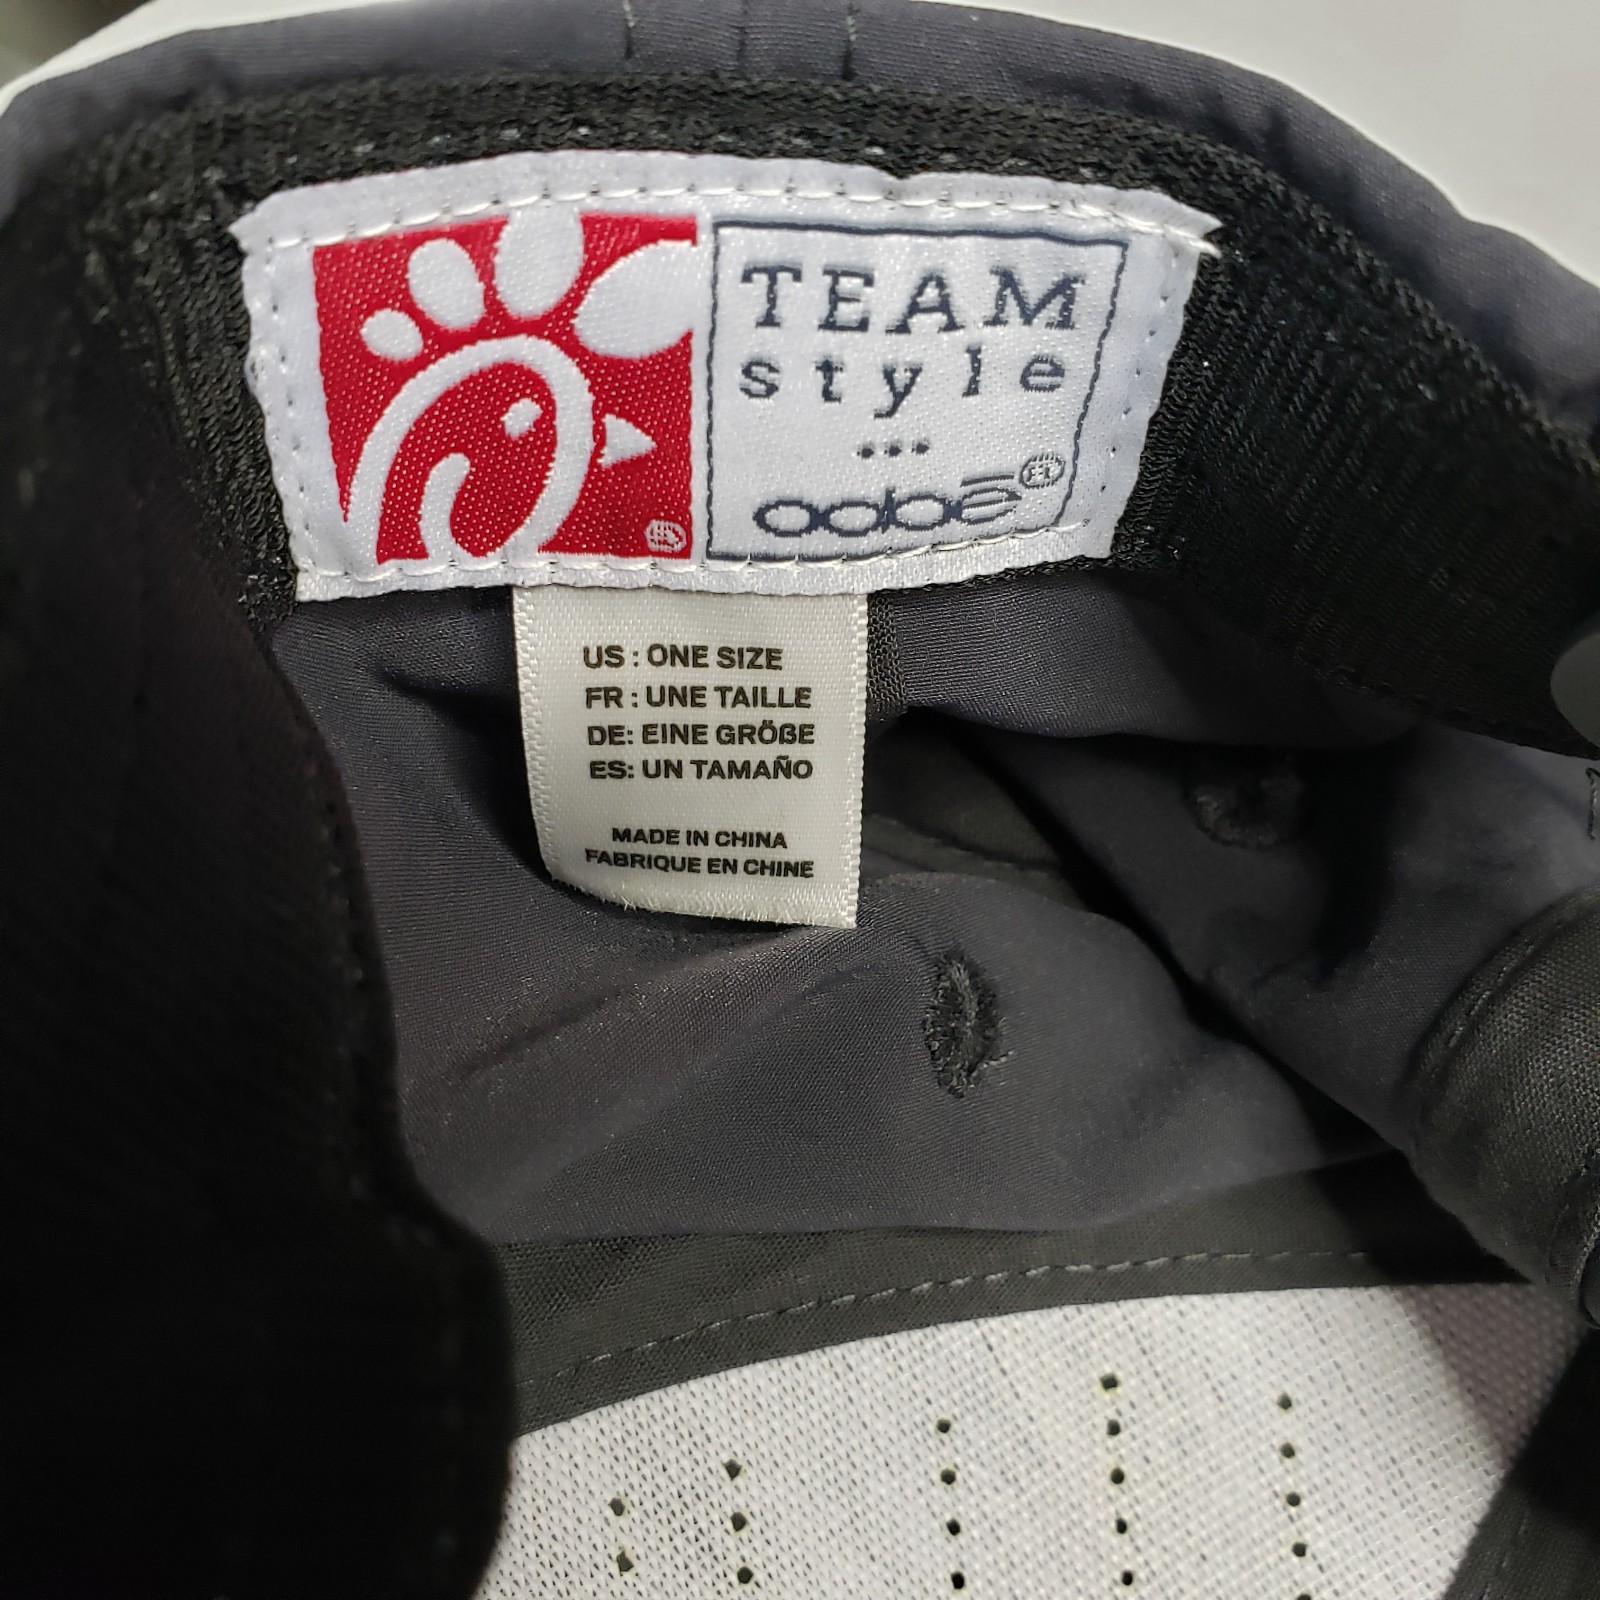 TEAM
style
...
aobē®
®
US : ONE SIZE
FR : UNE TAILLE
DE: EINE GRÖßE
ES: UN TAMAÑO
MADE IN CHINA
FABRIQUE EN CHINE